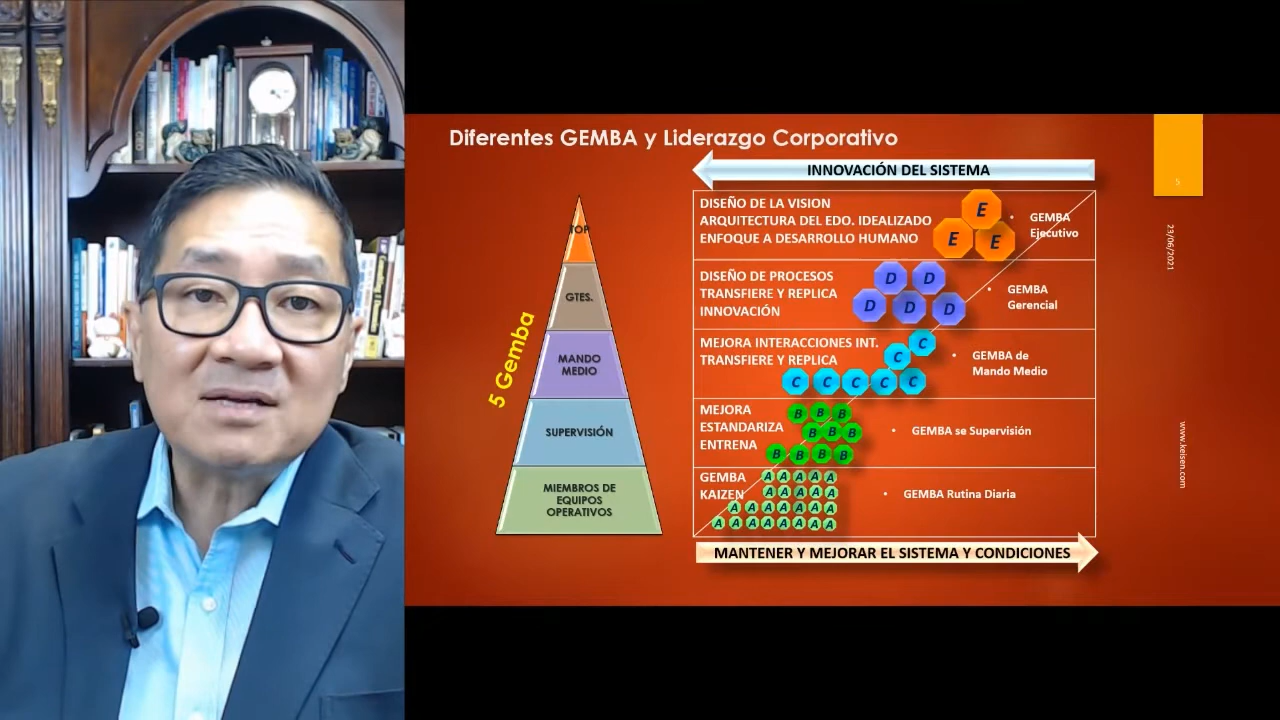 Diferentes GEMBA y Liderazgo Corporativo
INNOVACIÓN DEL SISTEMA
5
23/06/2021
www.keisen.com
5 Gemba
TOP
GTES.
MANDO
MEDIO
SUPERVISIÓN
MIEMBROS DE
EQUIPOS
OPERATIVOS
DISEÑO DE LA VISION
ARQUITECTURA DEL EDO. IDEALIZADO
ENFOQUE A DESARROLLO HUMANO
E
E E
• GEMBA
Ejecutivo
DISEÑO DE PROCESOS
TRANSFIERE Y REPLICA
INNOVACIÓN
D D
D D D
• GEMBA
Gerencial
MEJORA INTERACCIONES INT.
TRANSFIERE Y REPLICA
C
C
C C C C C
• GEMBA de
Mando Medio
MEJORA
ESTANDARIZA
ENTRENA
B B B
B B B
B B B B
• GEMBA se Supervisión
GEMBA
KAIZEN
A A A A A
A A A A A
A A A A A A A
A A A A A A A A
• GEMBA Rutina Diaria
MANTENER Y MEJORAR EL SISTEMA Y CONDICIONES